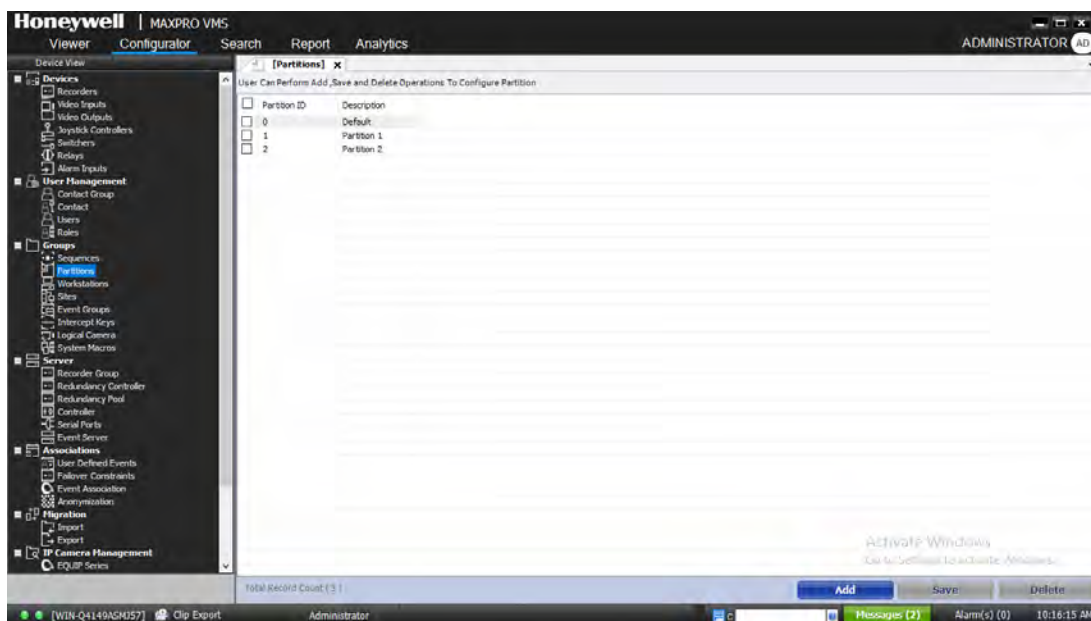 Honeywell | MAXPRO VMS
Viewer Configurator Search Report Analytics ADMINISTRATOR AD
Device View
[Partitions] x
Devices
Recorders
Video Inputs
Video Outputs
Joystick Controllers
Switchers
Relays
Alarm Inputs
User Management
Contact Group
Contact
Users
Roles
Groups
Sequences
Partitions
Workstations
Sites
Event Groups
Intercept Keys
Logical Camera
System Macros
Server
Recorder Group
Redundancy Controller
Redundancy Pool
Controller
Serial Ports
Event Server
Associations
User Defined Events
Failover Constraints
Event Association
Anonymization
Migration
Import
Export
IP Camera Management
EQUIP Series
User Can Perform Add ,Save and Delete Operations To Configure Partition
Partition ID Description
0 Default
1 Partition 1
2 Partition 2
Activate Windows
Go to Settings to activate Windows.
Total Record Count ( 3 )
Add Save Delete
[WIN-Q4149ASMJ57] Clip Export Administrator c Messages (2) Alarm(s) (0) 10:16:15 AM